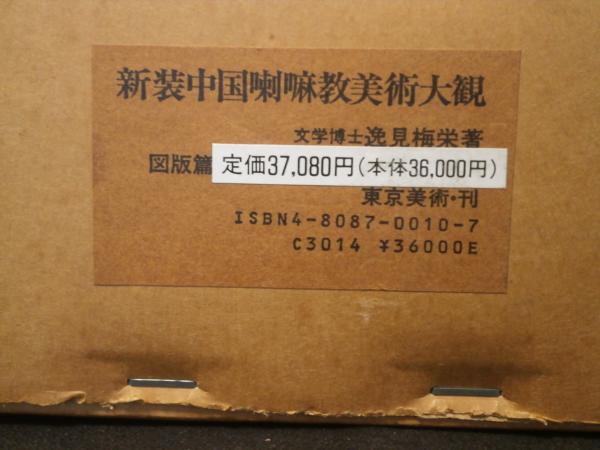 新装中国喇嘛教美術大観
文学博士逸見梅栄著
図版篇
定価37,080円(本体36,000円)
東京美術・刊
ISBN4-8087-0010-7
C3014 ¥36000E